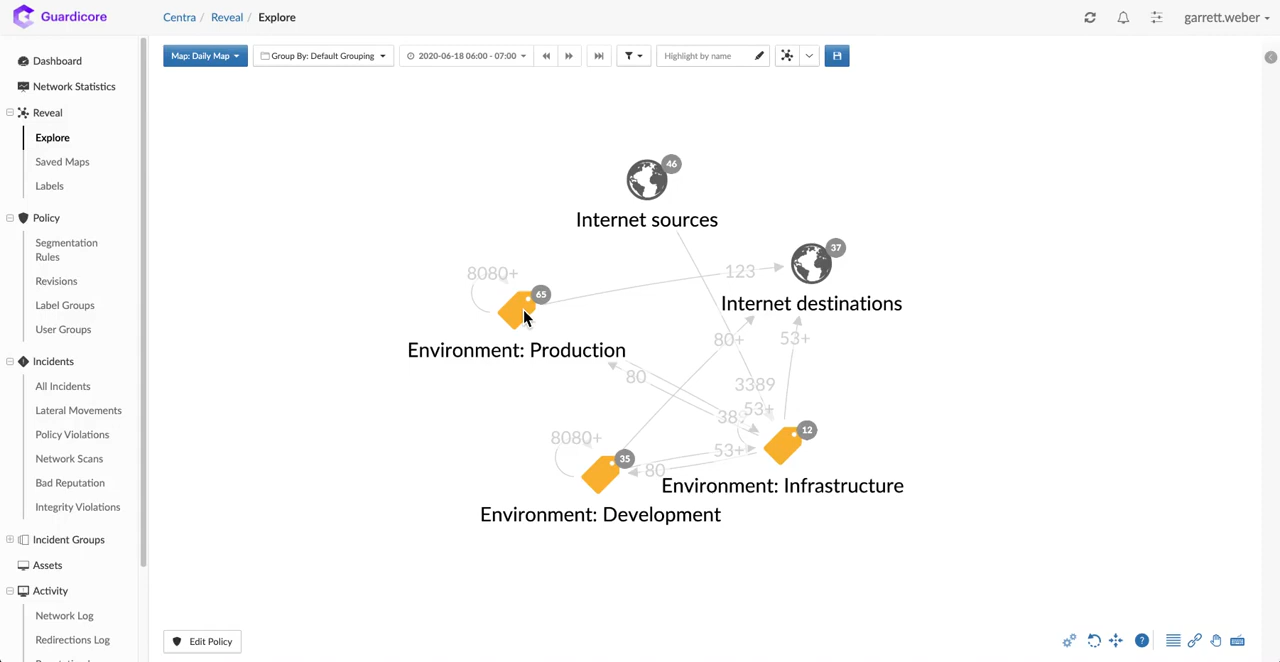 Guardicore
Centra / Reveal / Explore
garrett.weber
Dashboard
Network Statistics
Reveal
Explore
Saved Maps
Labels
Policy
Segmentation
Rules
Revisions
Label Groups
User Groups
Incidents
All Incidents
Lateral Movements
Policy Violations
Network Scans
Bad Reputation
Integrity Violations
Incident Groups
Assets
Activity
Network Log
Redirections Log
Map: Daily Map
Group By: Default Grouping
2020-06-18 06:00 - 07:00
Highlight by name
46
Internet sources
37
Internet destinations
8080+
123
65
Environment: Production
80+
53+
80
3389
53+
8080+
53+
12
35
80
Environment: Infrastructure
Environment: Development
Edit Policy
?